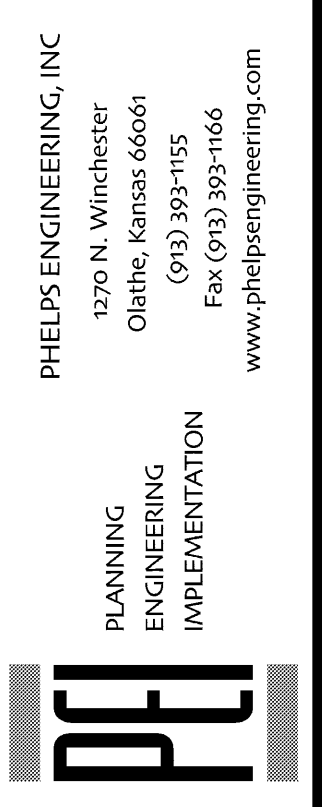 PEI
PLANNING
ENGINEERING
IMPLEMENTATION
PHELPS ENGINEERING, INC
1270 N. Winchester
Olathe, Kansas 66061
(913) 393-1155
Fax (913) 393-1166
www.phelpsengineering.com